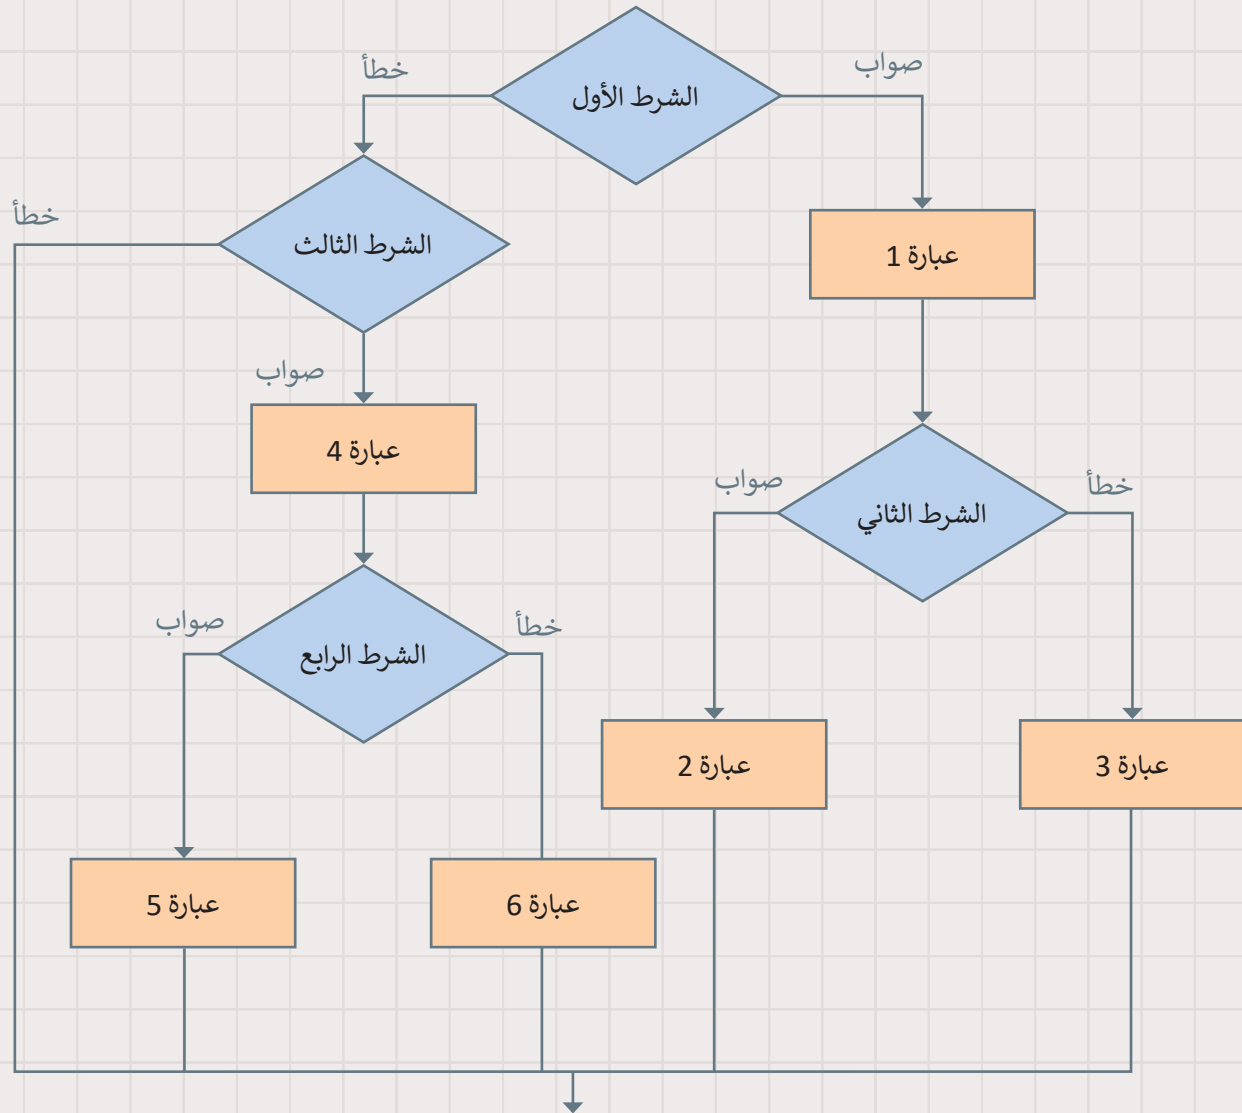 الشرط الأول
صواب
خطأ
عبارة 1
الشرط الثالث
خطأ
صواب
عبارة 4
الشرط الثاني
صواب
خطأ
الشرط الرابع
صواب
خطأ
عبارة 2
عبارة 3
عبارة 5
عبارة 6